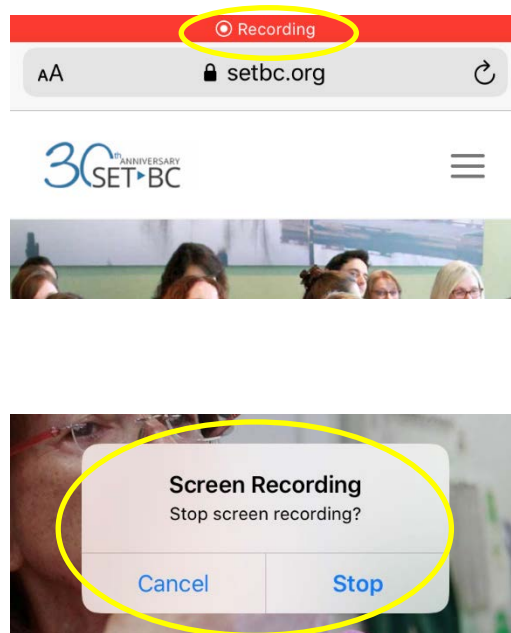 Recording
AA setbc.org
30th ANNIVERSARY
SET BC
Screen Recording
Stop screen recording?
Cancel Stop